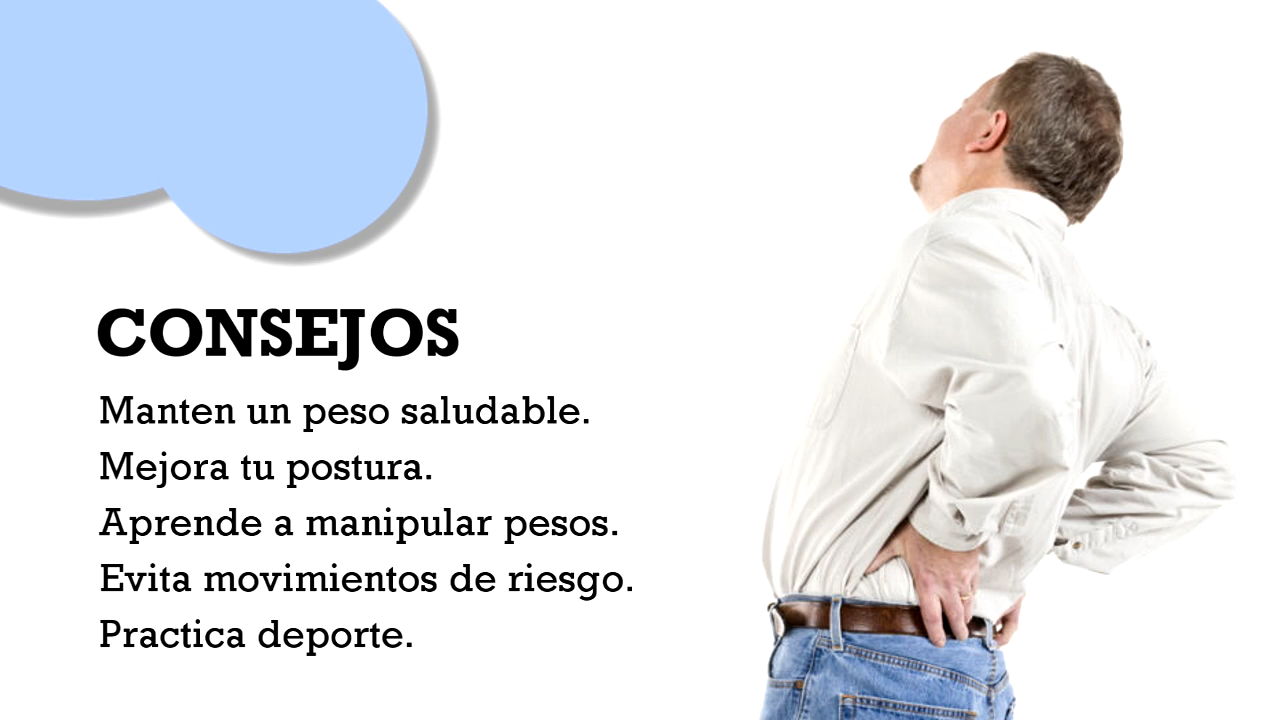 CONSEJOS
Manten un peso saludable.
Mejora tu postura.
Aprende a manipular pesos.
Evita movimientos de riesgo.
Practica deporte.